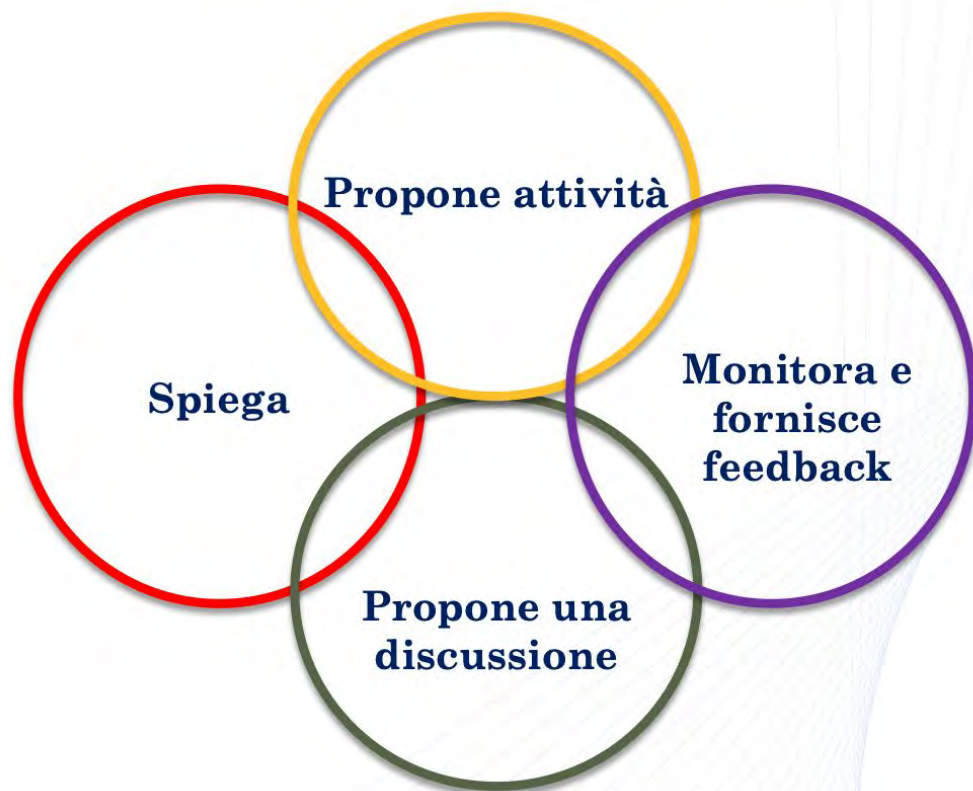 Propone attività
Spiega
Monitora e
fornisce
feedback
Propone una
discussione